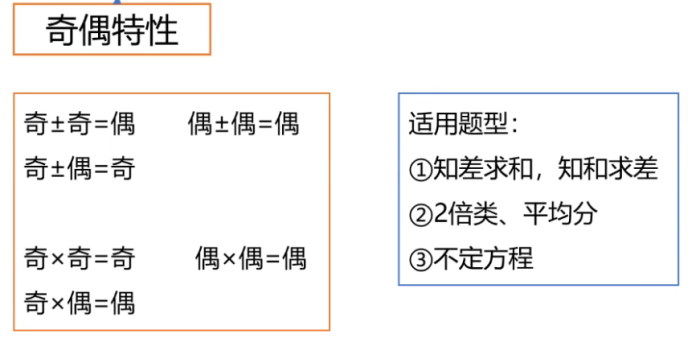 奇偶特性
奇±奇=偶 偶±偶=偶
奇±偶=奇
奇×奇=奇 偶×偶=偶
奇×偶=偶
适用题型：
①知差求和，知和求差
②2倍类、平均分
③不定方程